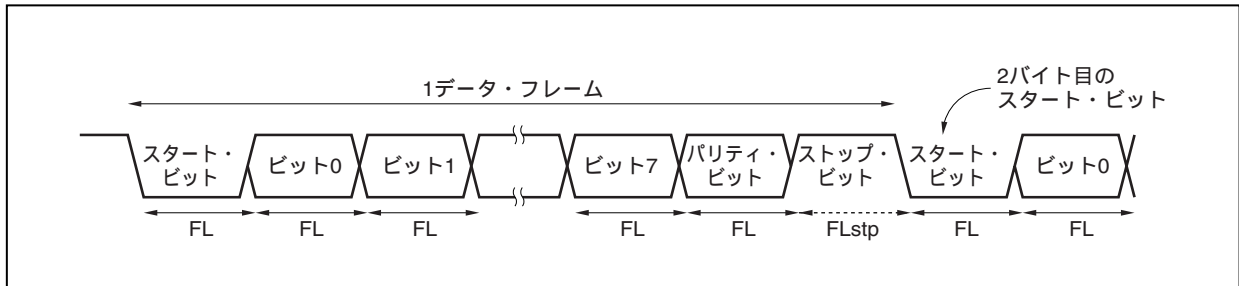 1データ・フレーム
2バイト目の
スタート・ビット
スタート・
ビット
ビット0
ビット1
ビット7
パリティ・
ビット
ストップ・
ビット
スタート・
ビット
ビット0
FL
FL
FL
FL
FL
FLstp
FL
FL